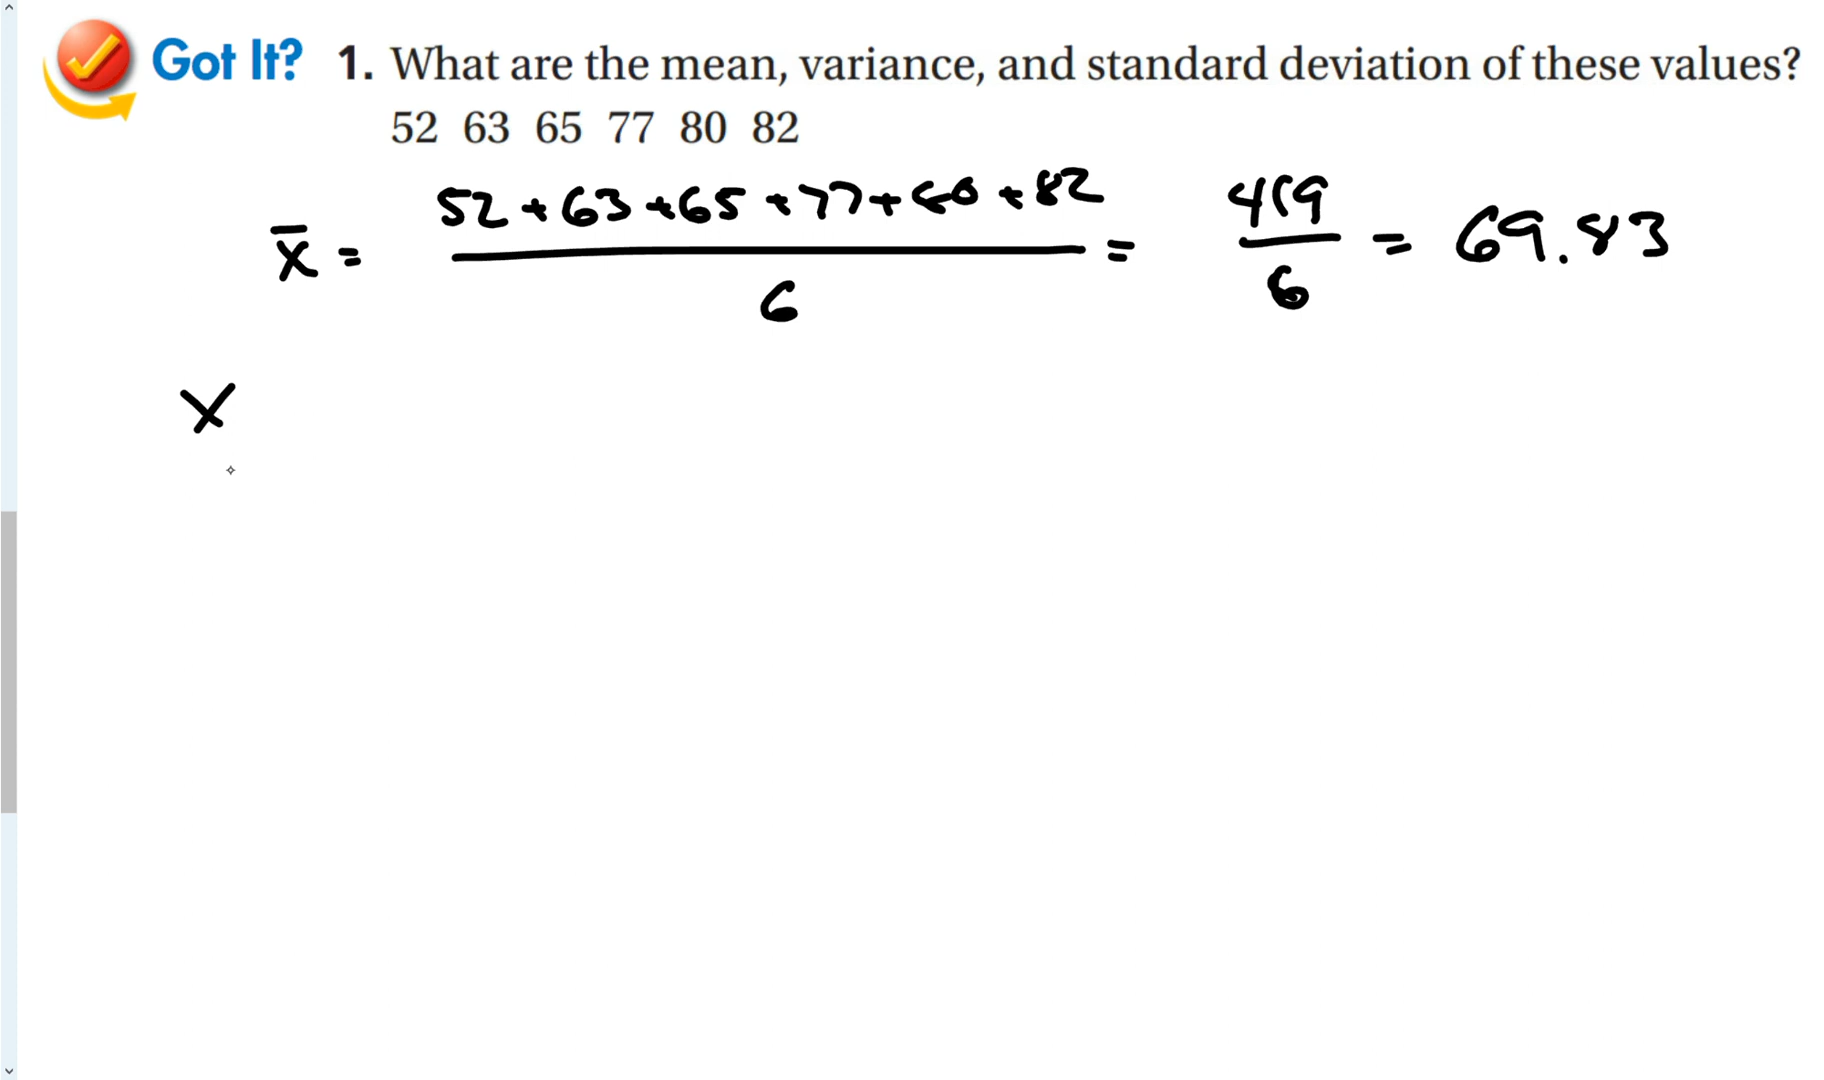 Got It? 1. What are the mean, variance, and standard deviation of these values?
52 63 65 77 80 82
x̄ = 52+63+65+77+80+82 / 6 = 419 / 6 = 69.83
x